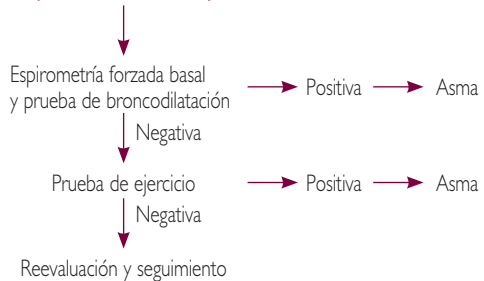 Espirometría forzada basal
y prueba de broncodilatación
Positiva
Asma
Negativa
Prueba de ejercicio
Positiva
Asma
Negativa
Reevaluación y seguimiento